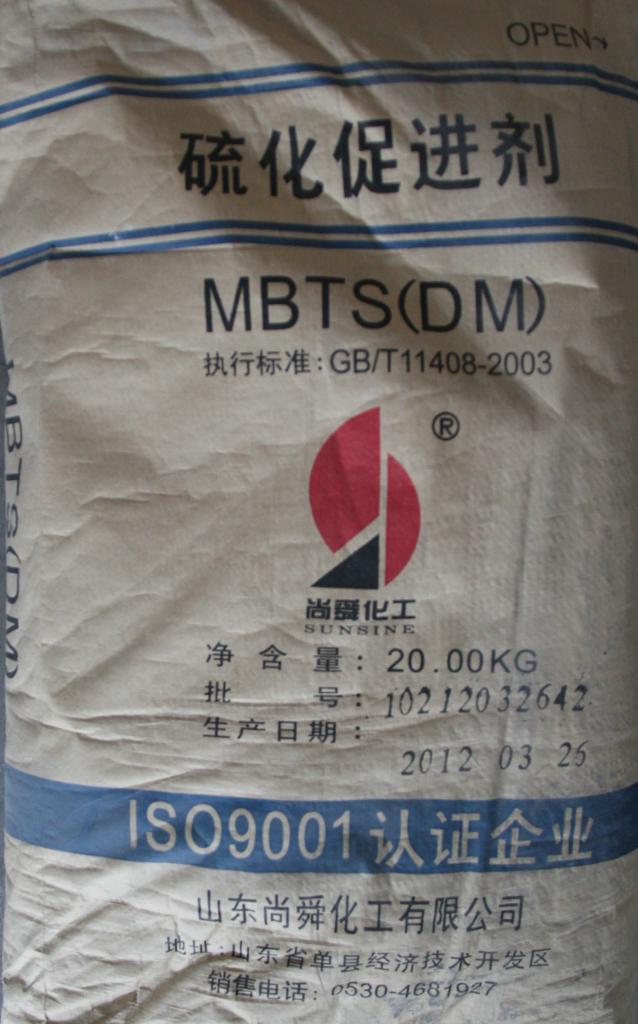 OPEN
硫化促进剂
MBTS(DM)
执行标准:GB/T11408-2003
®
尚舜化工
SUNSINE
净含量: 20.00KG
批号: 10212032642
生产日期:
2012 03 26
ISO9001认证企业
山东尚舜化工有限公司
地址:山东省单县经济技术开发区
销售电话: 0530-4681927
MBTS(DM)